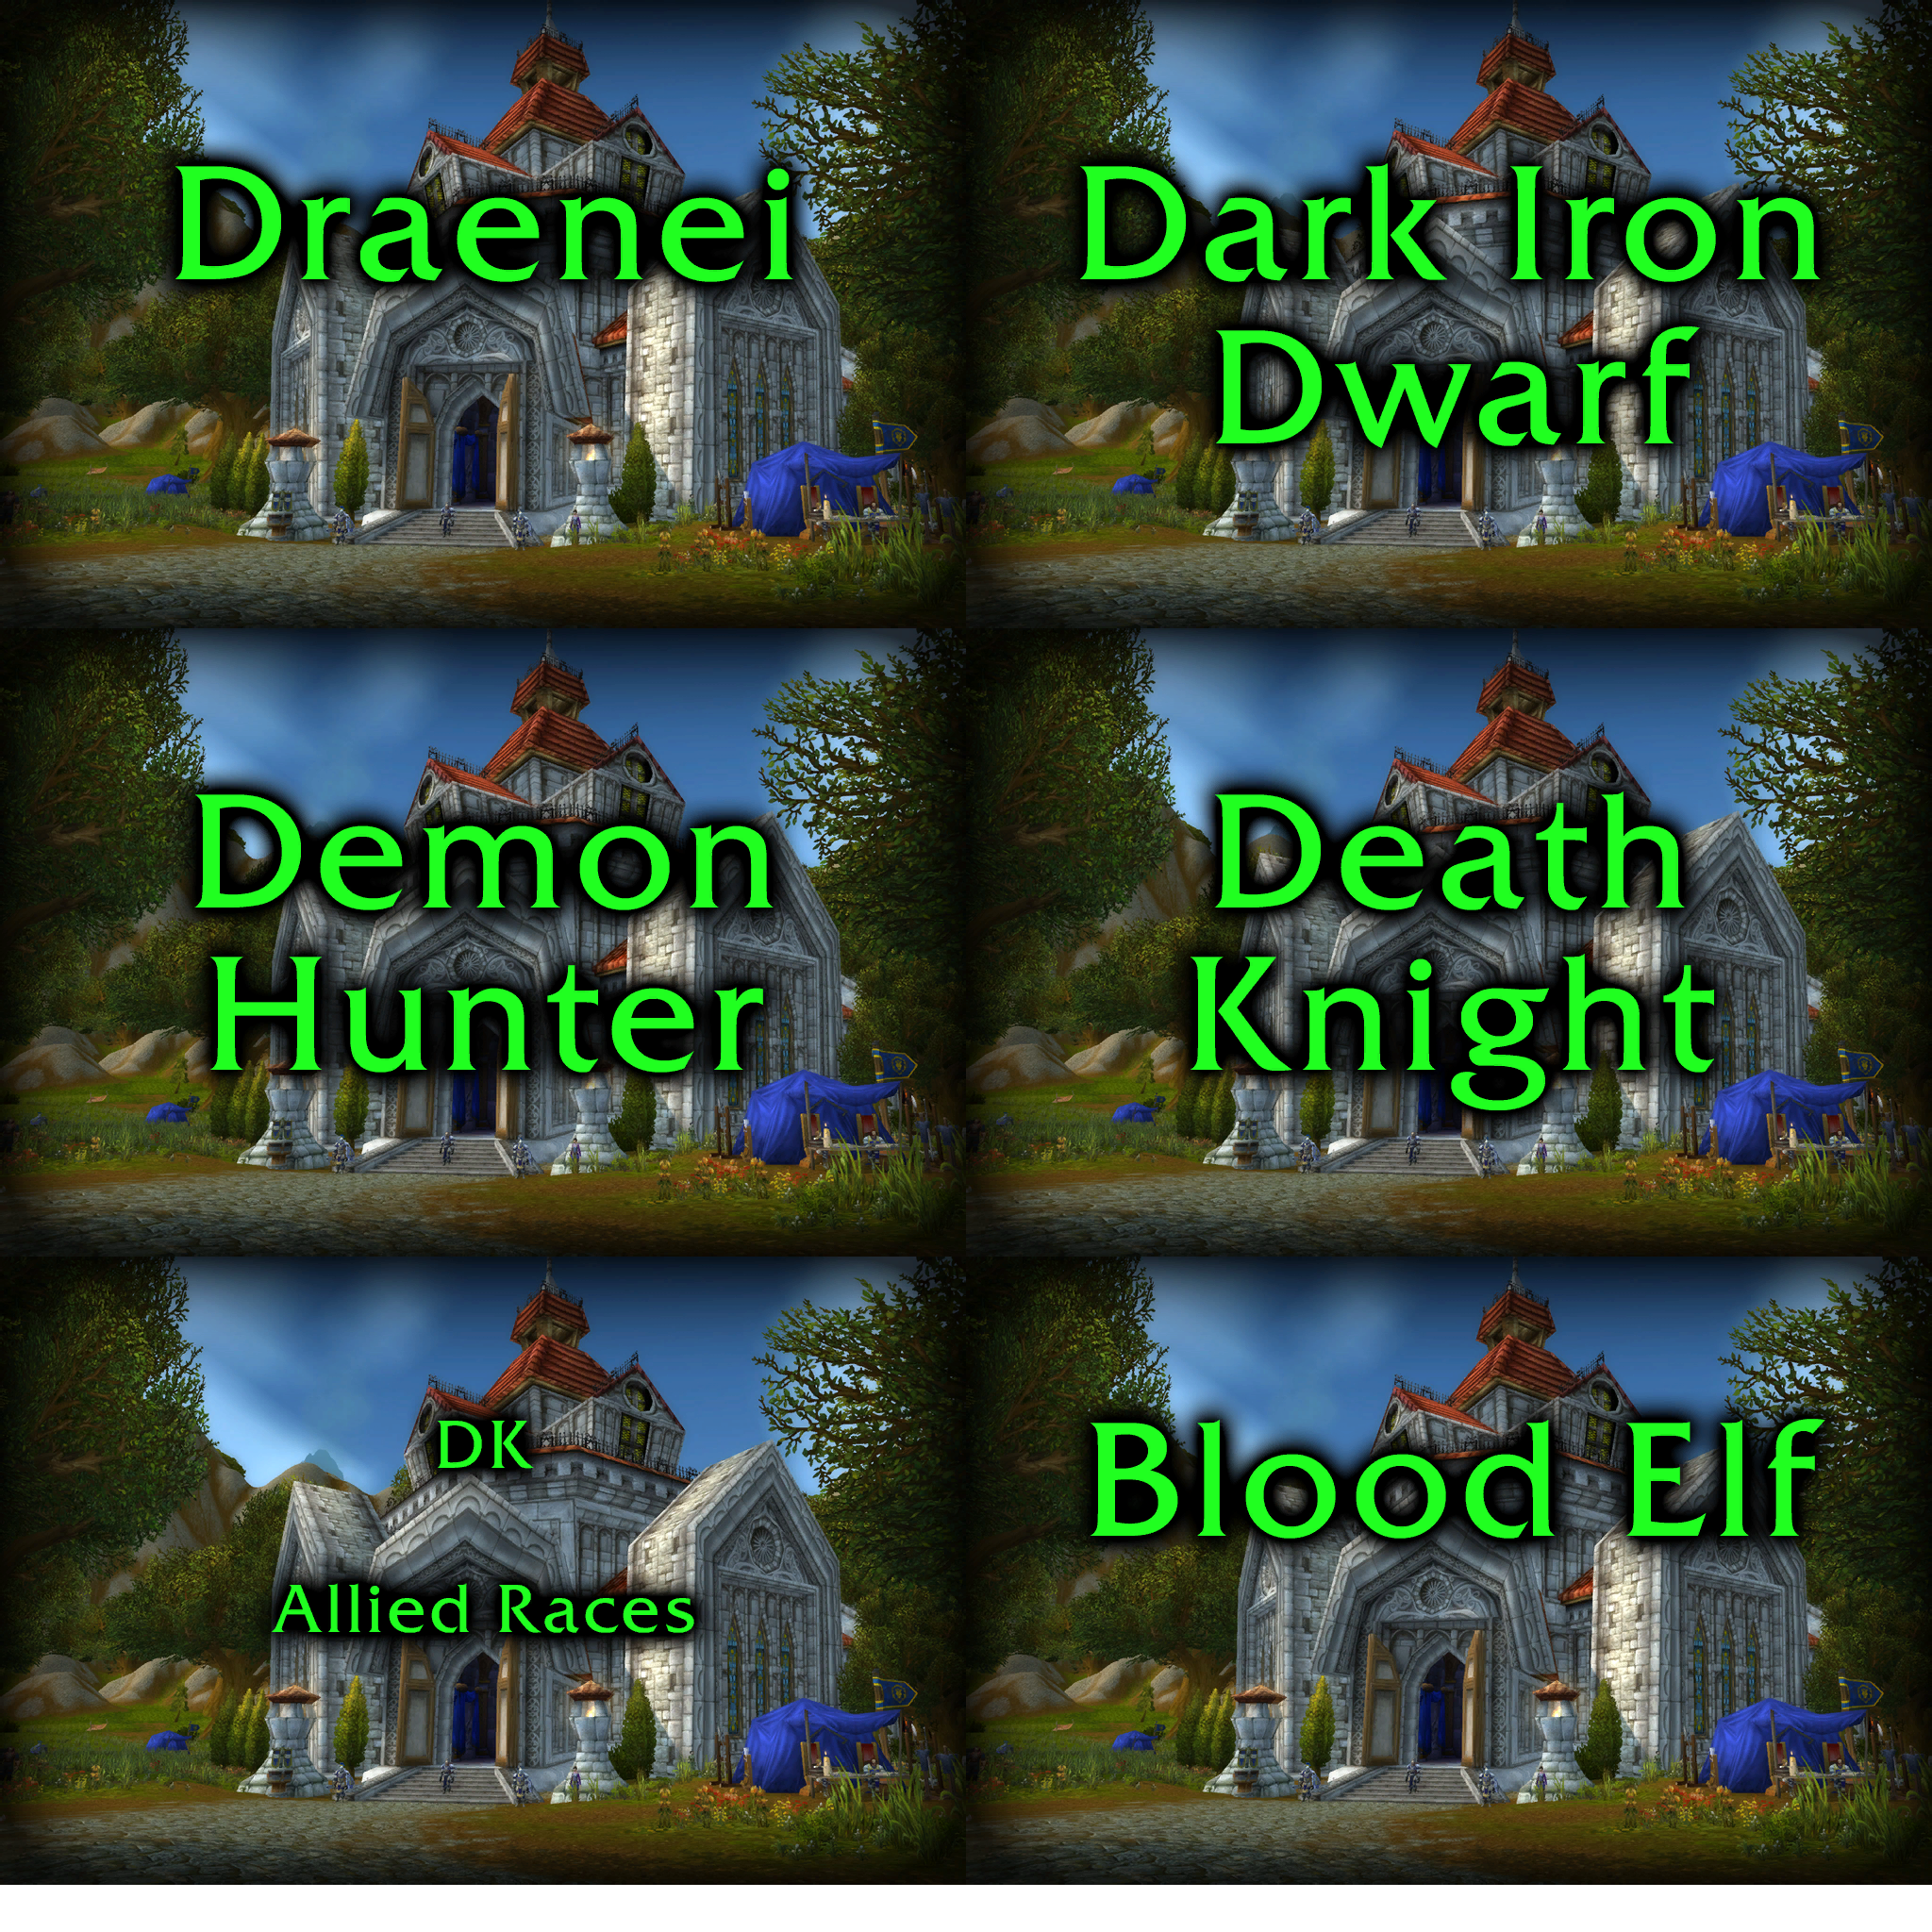 Draenei
Dark Iron
Dwarf
Demon
Hunter
Death
Knight
DK
Allied Races
Blood Elf